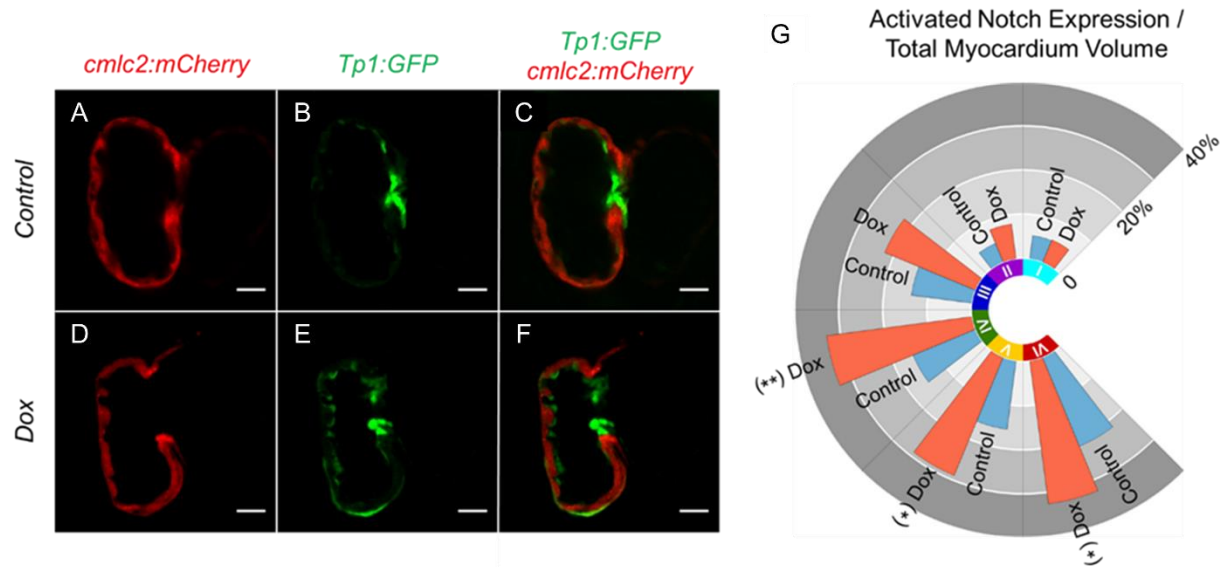 cmlc2:mCherry
Tp1:GFP
Tp1:GFP
cmlc2:mCherry
Control
A
B
C
Dox
D
E
F
G
Activated Notch Expression /
Total Myocardium Volume
40%
20%
0
Control
Dox
I
Control
Dox
II
Dox
Control
III
(**) Dox
Control
IV
(*) Dox
Control
V
(*) Dox
Control
VI